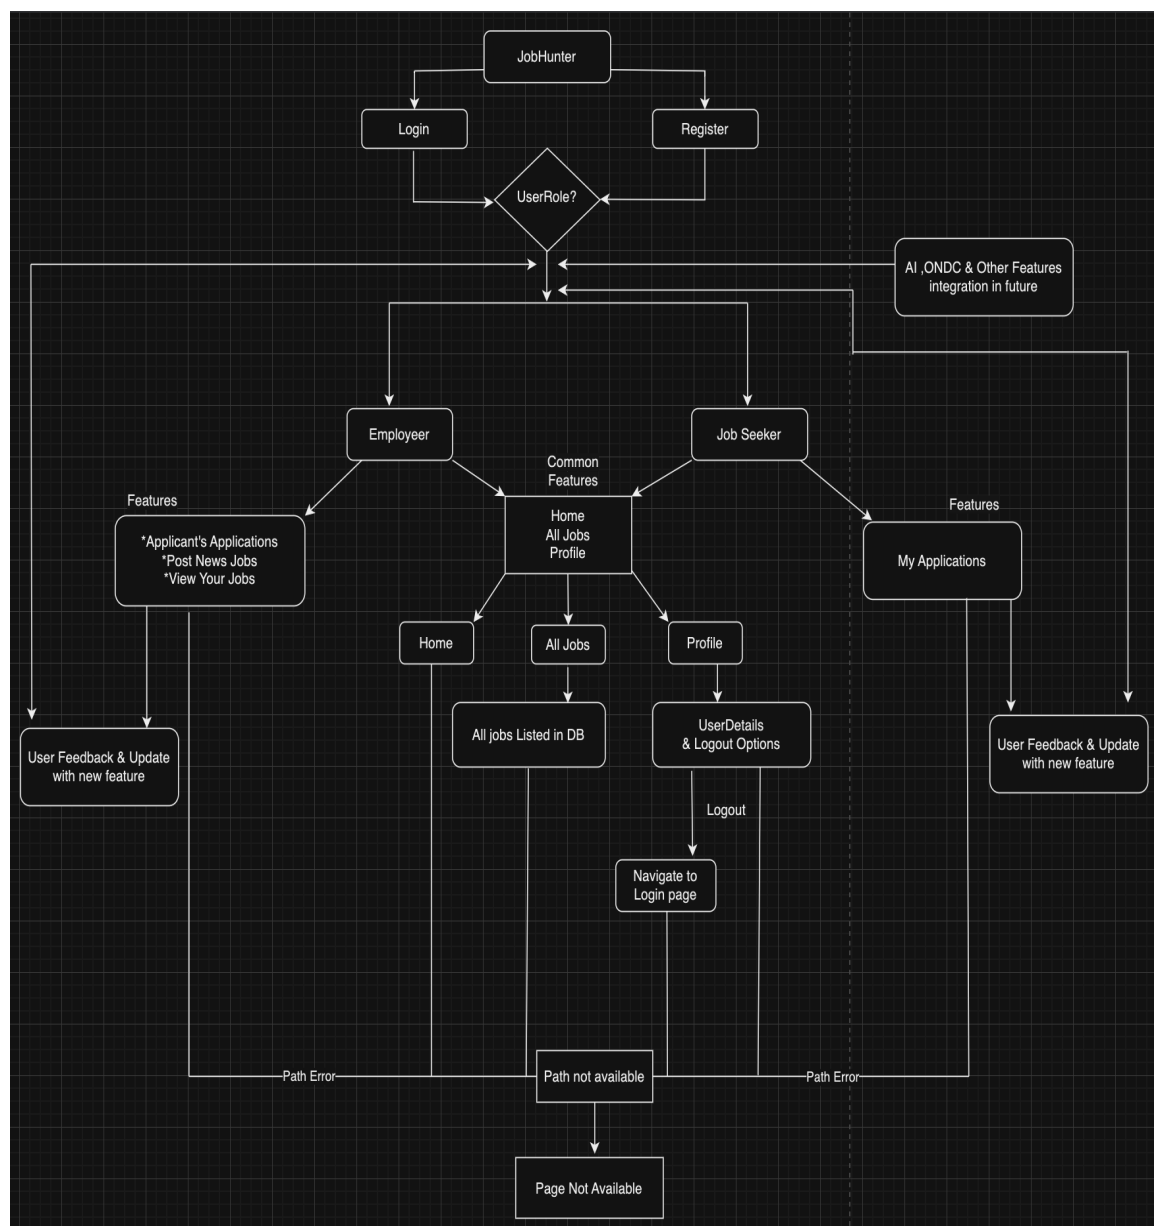 JobHunter
Login
Register
UserRole?
AI ,ONDC & Other Features
integration in future
Employeer
Job Seeker
Common
Features
Features
Features
Home
All Jobs
Profile
*Applicant's Applications
*Post News Jobs
*View Your Jobs
My Applications
Home
All Jobs
Profile
All jobs Listed in DB
UserDetails
& Logout Options
User Feedback & Update
with new feature
User Feedback & Update
with new feature
Logout
Navigate to
Login page
Path Error
Path not available
Path Error
Page Not Available